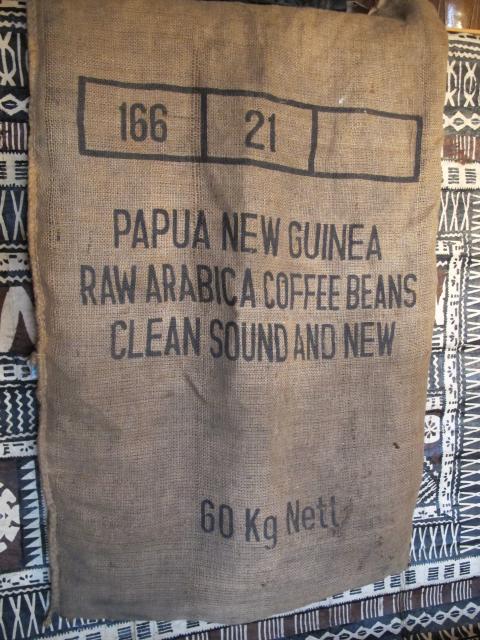 166 21
PAPUA NEW GUINEA
RAW ARABICA COFFEE BEANS
CLEAN SOUND AND NEW
60 Kg Nett